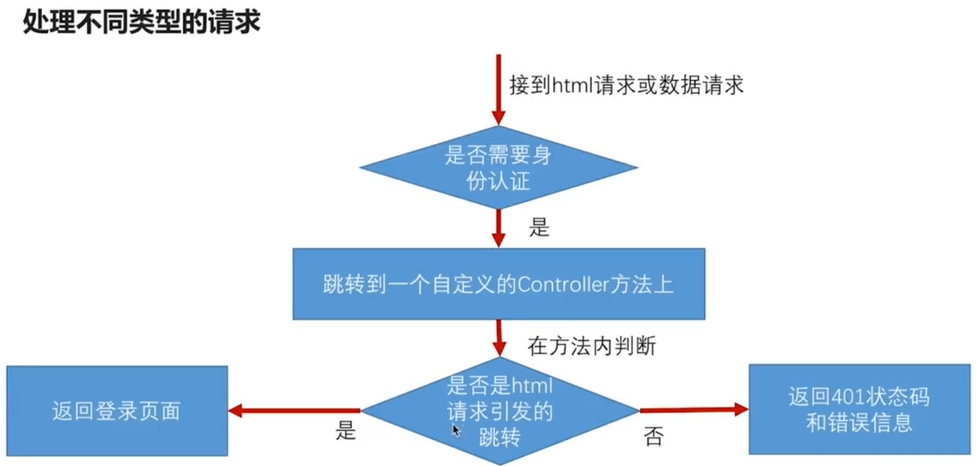 处理不同类型的请求
接到html请求或数据请求
是否需要身
份认证
是
跳转到一个自定义的Controller方法上
在方法内判断
是否是html
请求引发的
跳转
返回登录页面
是
否
返回401状态码
和错误信息